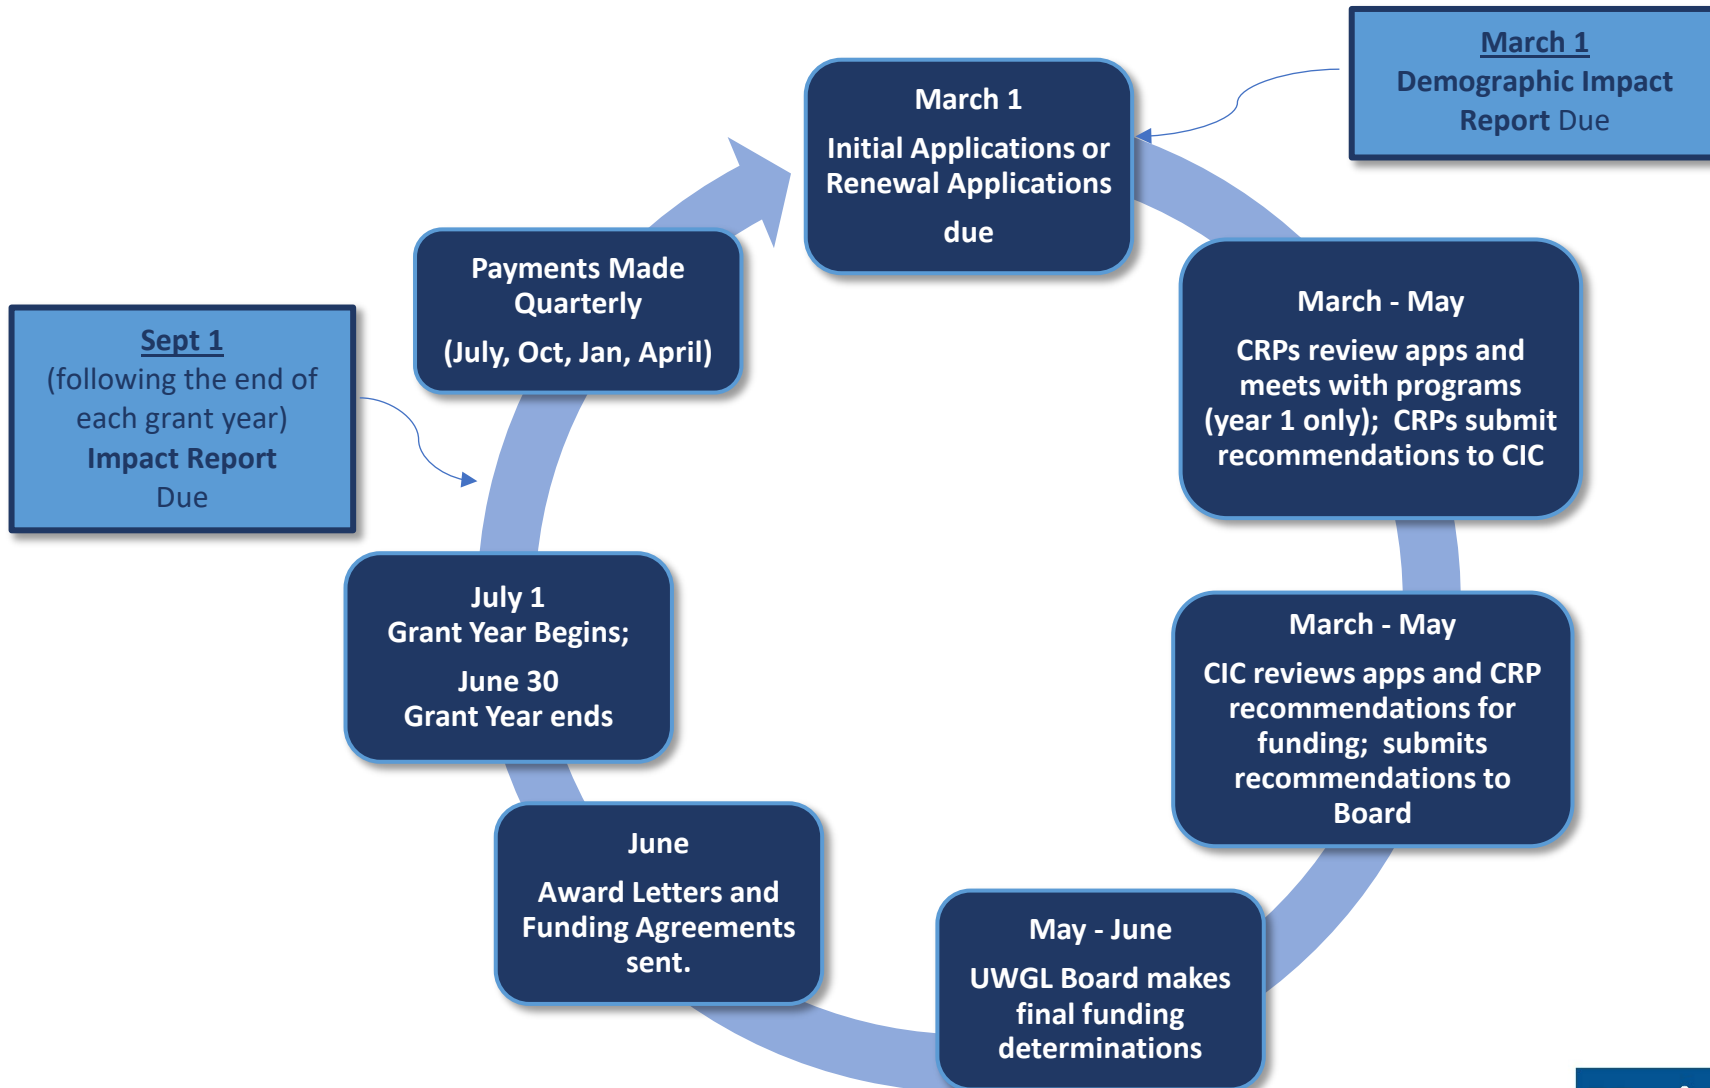 March 1
Initial Applications or
Renewal Applications
due
March 1
Demographic Impact
Report Due
March - May
CRPs review apps and
meets with programs
(year 1 only);  CRPs submit
recommendations to CIC
March - May
CIC reviews apps and CRP
recommendations for
funding;  submits
recommendations to
Board
May - June
UWGL Board makes
final funding
determinations
June
Award Letters and
Funding Agreements
sent.
July 1
Grant Year Begins;
June 30
Grant Year ends
Sept 1
(following the end of
each grant year)
Impact Report
Due
Payments Made
Quarterly
(July, Oct, Jan, April)